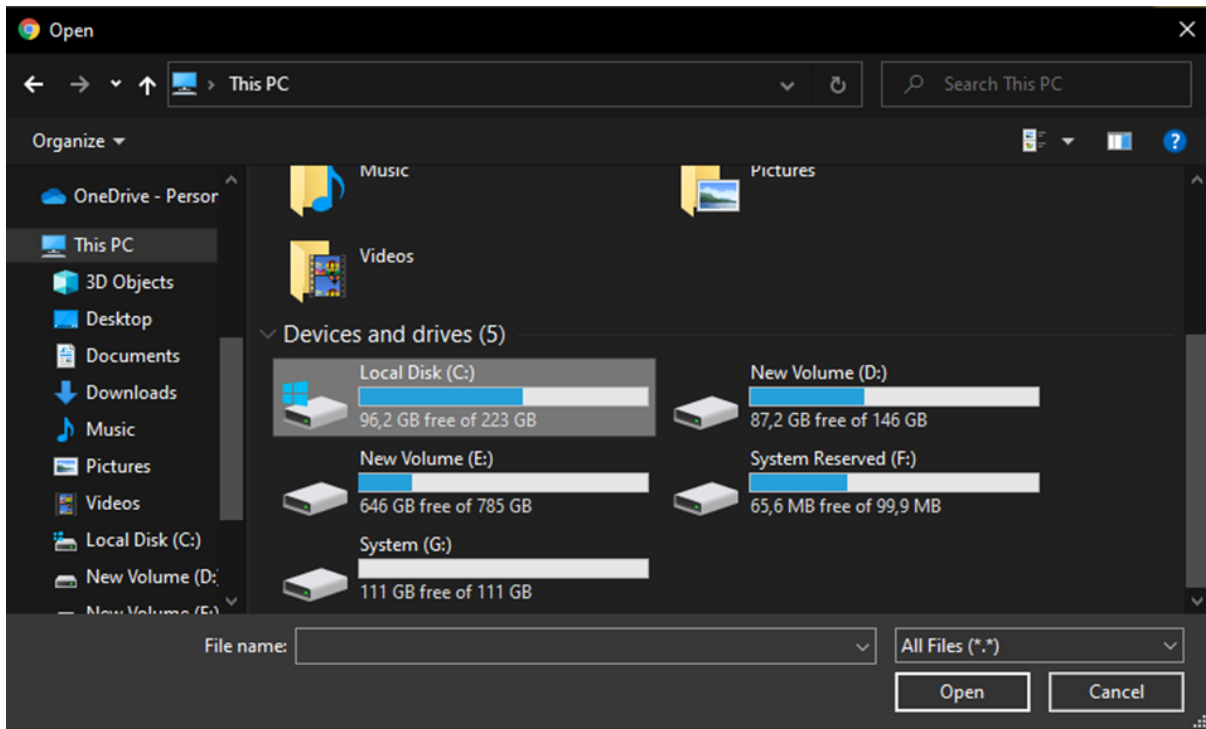 Open
This PC
Search This PC
Organize
OneDrive - Person
This PC
3D Objects
Desktop
Documents
Downloads
Music
Pictures
Videos
Local Disk (C:)
New Volume (D:
New Volume (E:)
Music
Pictures
Videos
Devices and drives (5)
Local Disk (C:)
96,2 GB free of 223 GB
New Volume (D:)
87,2 GB free of 146 GB
New Volume (E:)
646 GB free of 785 GB
System Reserved (F:)
65,6 MB free of 99,9 MB
System (G:)
111 GB free of 111 GB
File name:
All Files (*.*)
Open
Cancel